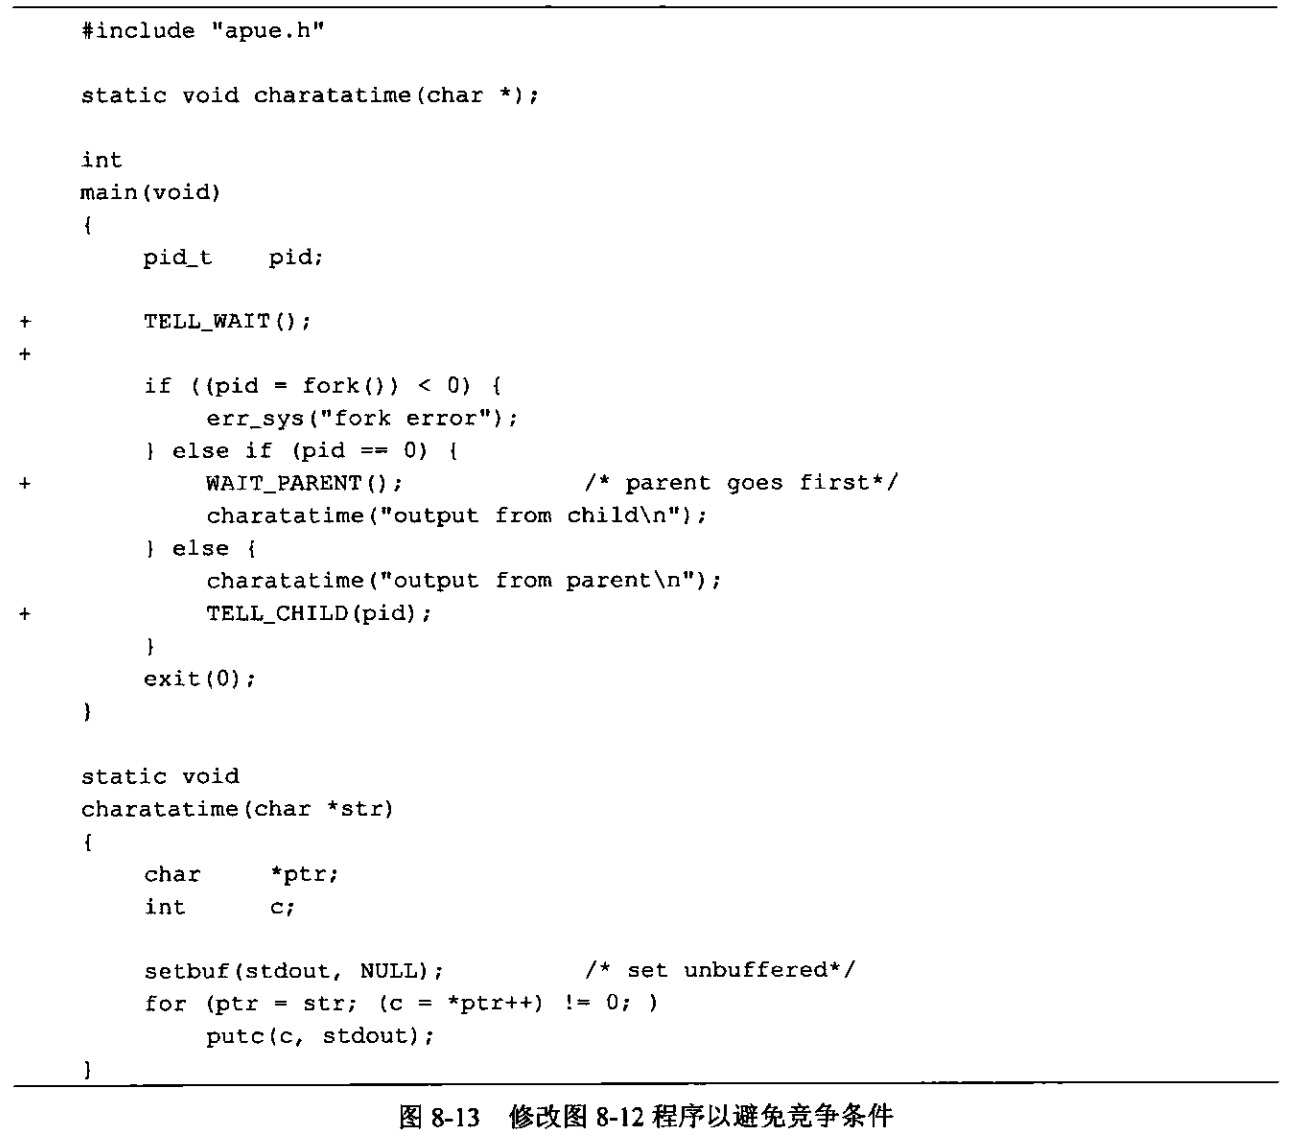 #include "apue.h"
static void charatatime(char *);
int
main(void)
{
pid_t pid;
+ TELL_WAIT();
+
if ((pid = fork()) < 0) {
err_sys("fork error");
} else if (pid == 0) {
+ WAIT_PARENT(); /* parent goes first*/
charatatime("output from child\n");
} else {
charatatime("output from parent\n");
+ TELL_CHILD(pid);
}
exit(0);
}
static void
charatatime(char *str)
{
char *ptr;
int c;
setbuf(stdout, NULL); /* set unbuffered*/
for (ptr = str; (c = *ptr++) != 0; )
putc(c, stdout);
}
图 8-13 修改图 8-12 程序以避免竞争条件